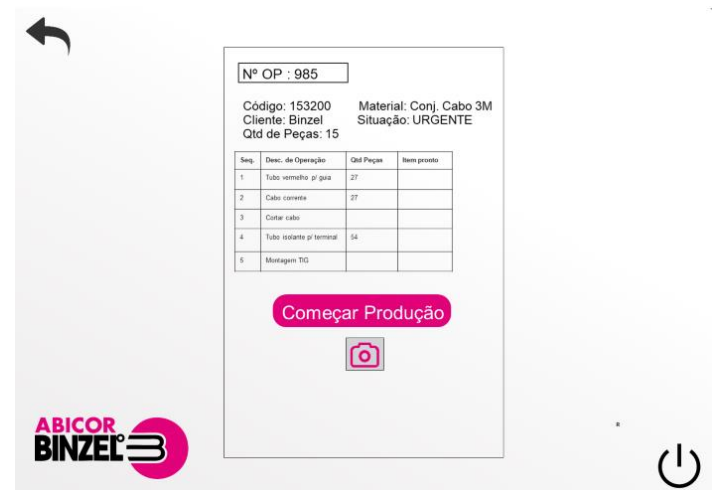 Nº OP : 985
Código: 153200 Material: Conj. Cabo 3M
Cliente: Binzel Situação: URGENTE
Qtd de Peças: 15
Seq. Desc. de Operação Qtd Peças Item pronto
1 Tubo vermelho p/ guia 27
2 Cabo corrente 27
3 Cortar cabo
4 Tubo isolante p/ terminal 54
5 Montagem TIG
Começar Produção
ABICOR
BINZEL
R